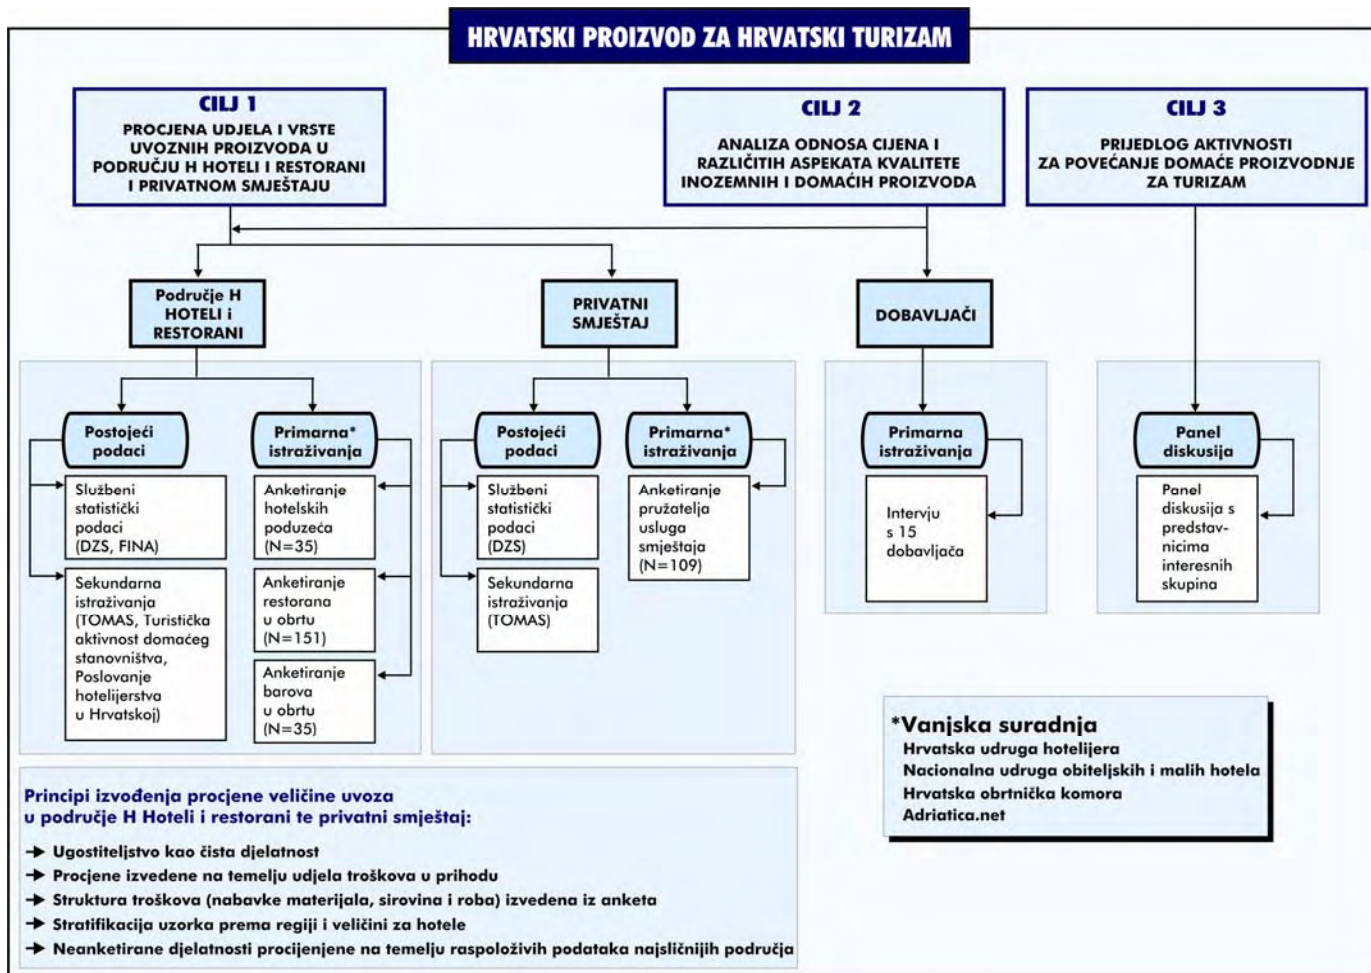 HRVATSKI PROIZVOD ZA HRVATSKI TURIZAM
CILJ 1
PROCJENA UDJELA I VRSTE
UVOZNIH PROIZVODA U
PODRUČJU H HOTELI I RESTORANI
I PRIVATNOM SMJEŠTAJU
CILJ 2
ANALIZA ODNOSA CIJENA I
RAZLIČITIH ASPEKATA KVALITETE
INOZEMNIH I DOMAĆIH PROIZVODA
CILJ 3
PRIJEDLOG AKTIVNOSTI
ZA POVEĆANJE DOMAĆE PROIZVODNJE
ZA TURIZAM
Područje H
HOTELI i
RESTORANI
PRIVATNI
SMJEŠTAJ
DOBAVLJAČI
Postojeći
podaci
Službeni
statistički
podaci
(DZS, FINA)
Sekundarna
istraživanja
(TOMAS, Turistička
aktivnost domaćeg
stanovništva,
Poslovanje
hotelijerstva
u Hrvatskoj)
Primarna*
istraživanja
Anketiranje
hotelskih
poduzeća
(N=35)
Anketiranje
restorana
u obrtu
(N=151)
Anketiranje
barova
u obrtu
(N=35)
Postojeći
podaci
Službeni
statistički
podaci
(DZS)
Sekundarna
istraživanja
(TOMAS)
Primarna*
istraživanja
Anketiranje
pružatelja
usluga
smještaja
(N=109)
Primarna
istraživanja
Intervju
s 15
dobavljača
Panel
diskusija
Panel
diskusija s
predstav-
nicima
interesnih
skupina
*Vanjska suradnja
Hrvatska udruga hotelijera
Nacionalna udruga obiteljskih i malih hotela
Hrvatska obrtnička komora
Adriatica.net
Principi izvođenja procjene veličine uvoza
u područje H Hoteli i restorani te privatni smještaj:
→ Ugostiteljstvo kao čista djelatnost
→ Procjene izvedene na temelju udjela troškova u prihodu
→ Struktura troškova (nabavke materijala, sirovina i roba) izvedena iz anketa
→ Stratifikacija uzorka prema regiji i veličini za hotele
→ Neanketirane djelatnosti procijenjene na temelju raspoloživih podataka najsličnijih područja